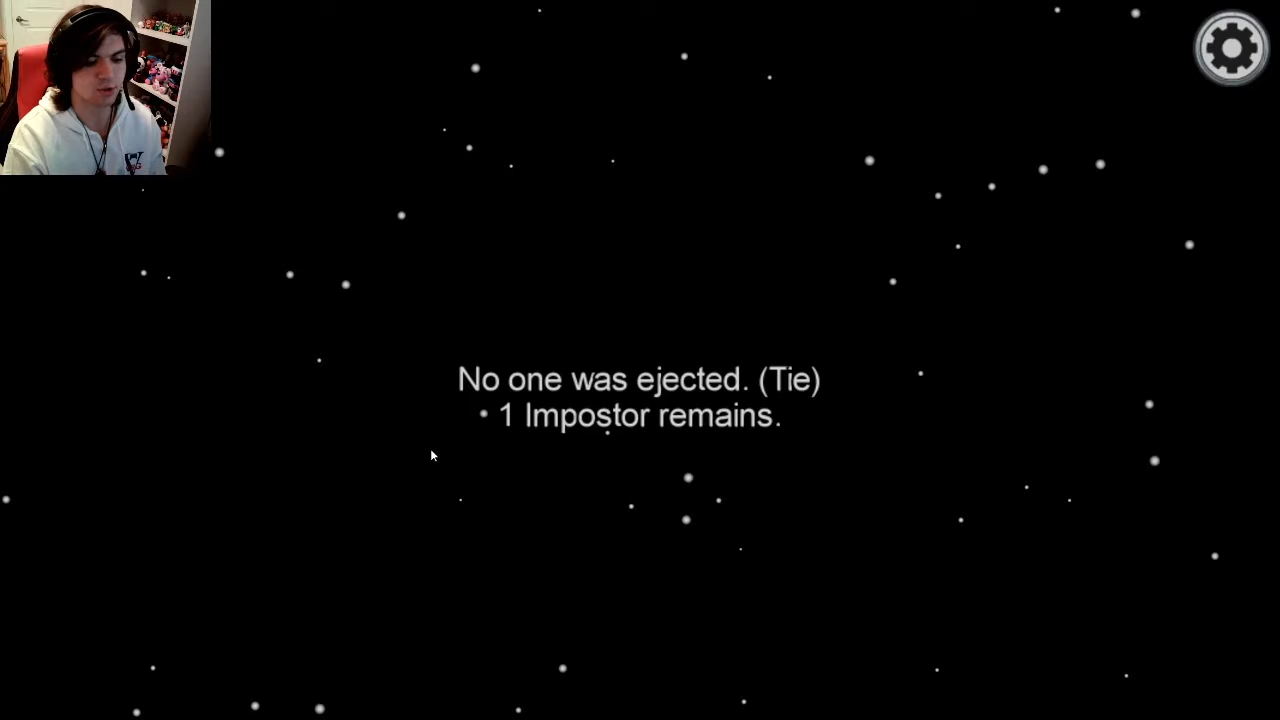 No one was ejected. (Tie)
1 Impostor remains.